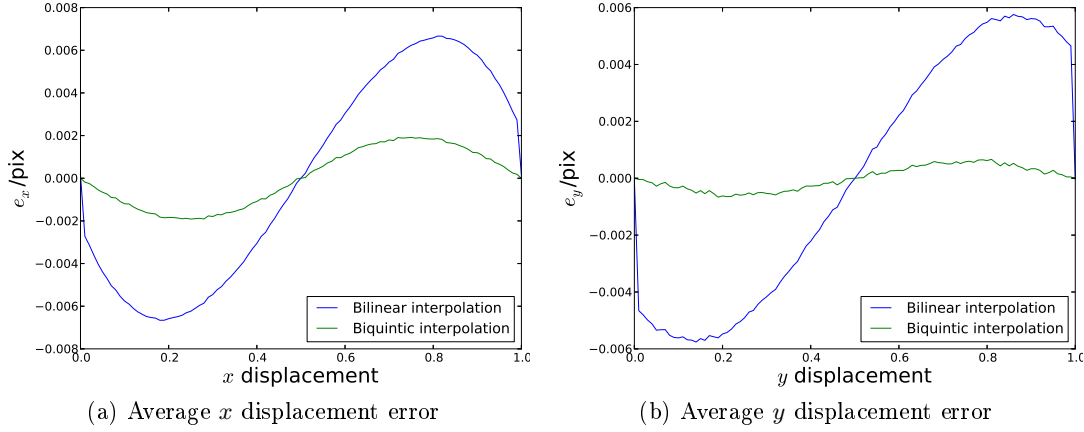 0.008
0.006
0.004
0.002
0.000
−0.002
−0.004
−0.006
−0.008
e_x/pix
0.0 0.2 0.4 0.6 0.8 1.0
x displacement
Bilinear interpolation
Biquintic interpolation
(a) Average x displacement error
0.006
0.004
0.002
0.000
−0.002
−0.004
−0.006
e_y/pix
0.0 0.2 0.4 0.6 0.8 1.0
y displacement
Bilinear interpolation
Biquintic interpolation
(b) Average y displacement error